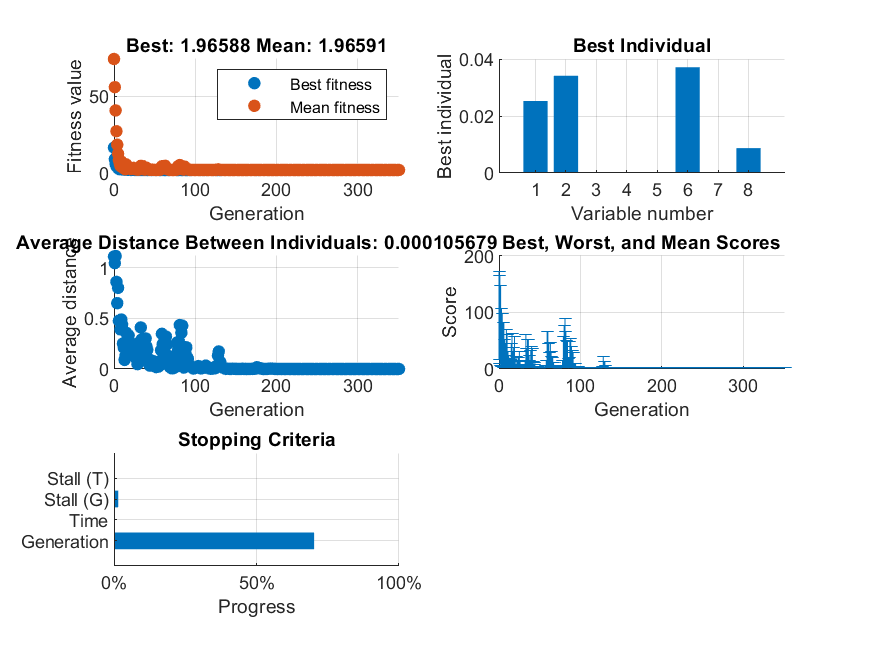 Best: 1.96588 Mean: 1.96591
Fitness value
50
0
Best fitness
Mean fitness
0 100 200 300
Generation
Best Individual
Best individual
0.04
0.02
0
1 2 3 4 5 6 7 8
Variable number
Average Distance Between Individuals: 0.000105679
Average distance
1
0.5
0
0 100 200 300
Generation
Best, Worst, and Mean Scores
Score
200
100
0
0 100 200 300
Generation
Stopping Criteria
Stall (T)
Stall (G)
Time
Generation
0% 50% 100%
Progress